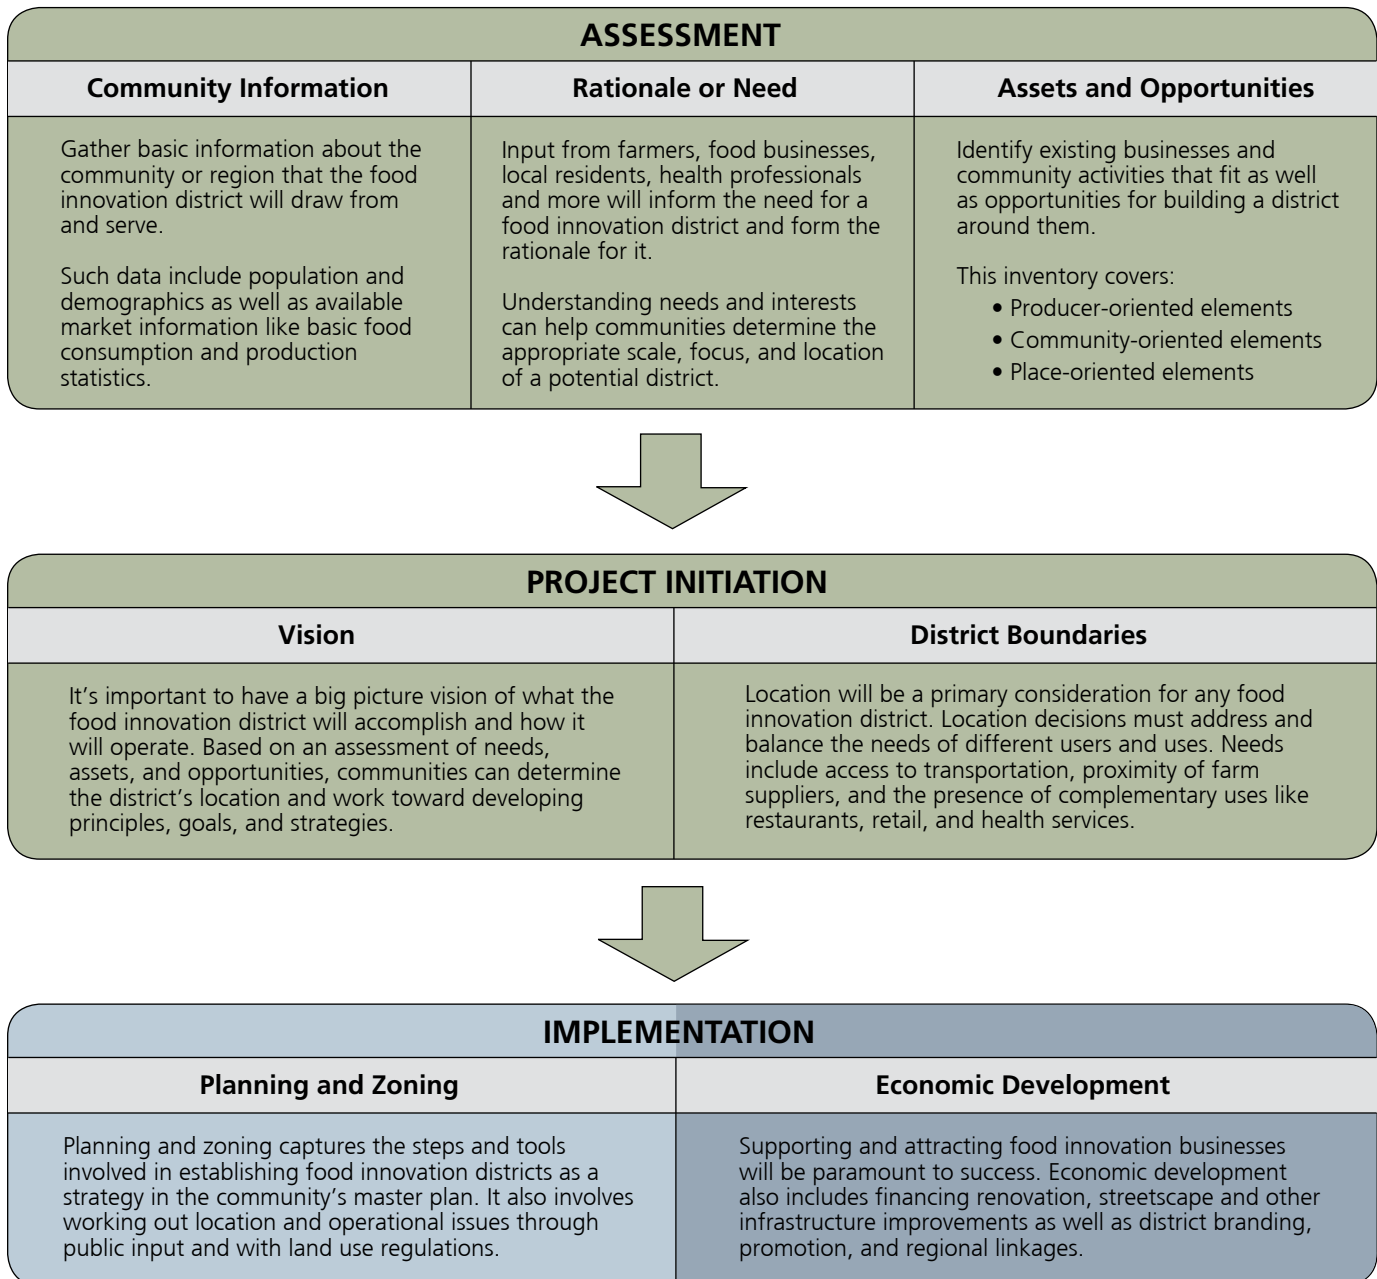 ASSESSMENT
Community Information
Gather basic information about the
community or region that the food
innovation district will draw from
and serve.
Such data include population and
demographics as well as available
market information like basic food
consumption and production
statistics.
Rationale or Need
Input from farmers, food businesses,
local residents, health professionals
and more will inform the need for a
food innovation district and form the
rationale for it.
Understanding needs and interests
can help communities determine the
appropriate scale, focus, and location
of a potential district.
Assets and Opportunities
Identify existing businesses and
community activities that fit as well
as opportunities for building a district
around them.
This inventory covers:
• Producer-oriented elements
• Community-oriented elements
• Place-oriented elements
PROJECT INITIATION
Vision
It's important to have a big picture vision of what the
food innovation district will accomplish and how it
will operate. Based on an assessment of needs,
assets, and opportunities, communities can determine
the district's location and work toward developing
principles, goals, and strategies.
District Boundaries
Location will be a primary consideration for any food
innovation district. Location decisions must address and
balance the needs of different users and uses. Needs
include access to transportation, proximity of farm
suppliers, and the presence of complementary uses like
restaurants, retail, and health services.
IMPLEMENTATION
Planning and Zoning
Planning and zoning captures the steps and tools
involved in establishing food innovation districts as a
strategy in the community's master plan. It also involves
working out location and operational issues through
public input and with land use regulations.
Economic Development
Supporting and attracting food innovation businesses
will be paramount to success. Economic development
also includes financing renovation, streetscape and other
infrastructure improvements as well as district branding,
promotion, and regional linkages.